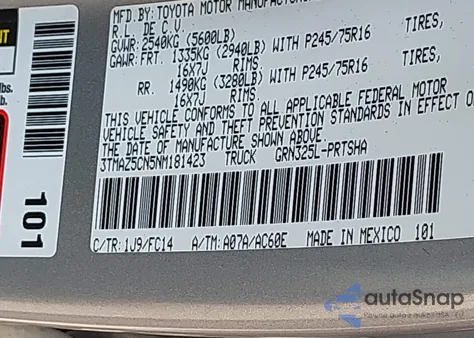 MFD.BY: TOYOTA MOTOR
R.L. DE C.V.
GVWR: 2540KG (5600LB)
GAWR: FRT. 1335KG (2940LB) WITH P245/75R16 TIRES,
16X7J RIMS
RR. 1490KG (3280LB) WITH P245/75R16 TIRES,
16X7J RIMS
THIS VEHICLE CONFORMS TO ALL APPLICABLE FEDERAL MOTOR
VEHICLE SAFETY AND THEFT PREVENTION STANDARDS IN EFFECT
THE DATE OF MANUFACTURE SHOWN ABOVE.
3TMAZ5CN5NM181423 TRUCK GRN325L-PRTSHA
C/TR: 1J9/FC14 A/TM: A07A/AC60E MADE IN MEXICO 101
lbs.
b.
101
autoSnap